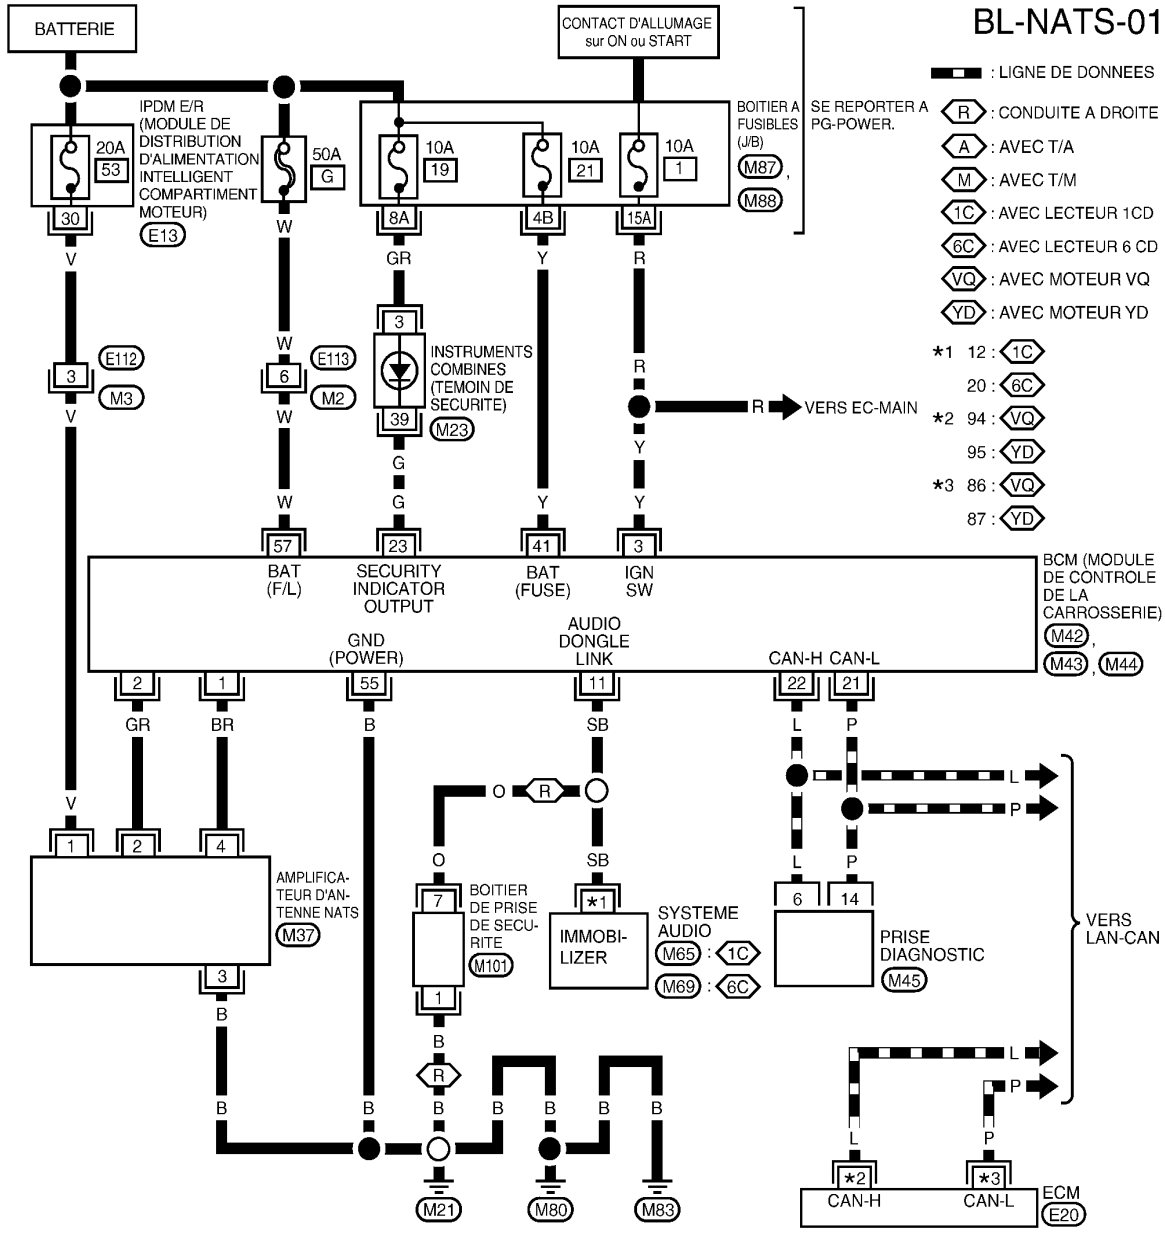 BL-NATS-01
BATTERIE
CONTACT D'ALLUMAGE
sur ON ou START
: LIGNE DE DONNEES
R : CONDUITE A DROITE
A : AVEC T/A
M : AVEC T/M
1C : AVEC LECTEUR 1CD
6C : AVEC LECTEUR 6 CD
VQ : AVEC MOTEUR VQ
YD : AVEC MOTEUR YD
*1 12 : 1C
20 : 6C
*2 94 : VQ
95 : YD
*3 86 : VQ
87 : YD
IPDM E/R
(MODULE DE
DISTRIBUTION
D'ALIMENTATION
INTELLIGENT
COMPARTIMENT
MOTEUR)
E13
20A
53
50A
G
10A
19
10A
21
10A
1
BOITIER A
FUSIBLES
(J/B)
M87 ,
M88
SE REPORTER A
PG-POWER.
30
8A
4B
15A
V
W
GR
Y
R
3
E112
M3
V
W
6
E113
M2
W
W
3
INSTRUMENTS
COMBINES
(TEMOIN DE
SECURITE)
M23
39
G
G
R
R
VERS EC-MAIN
Y
Y
Y
57
23
41
3
BAT
(F/L)
SECURITY
INDICATOR
OUTPUT
BAT
(FUSE)
IGN
SW
GND
(POWER)
AUDIO
DONGLE
LINK
CAN-H
CAN-L
BCM (MODULE
DE CONTROLE
DE LA
CARROSSERIE)
M42 ,
M43 , M44
2
1
55
11
22
21
GR
BR
B
SB
L
P
O
R
L
P
V
O
SB
L
P
1
2
4
AMPLIFICA-
TEUR D'AN-
TENNE NATS
M37
3
7
BOITIER
DE PRISE
DE SECU-
RITE
M101
1
*1
IMMOBI-
LIZER
SYSTEME
AUDIO
M65 : 1C
M69 : 6C
6
14
PRISE
DIAGNOSTIC
M45
VERS
LAN-CAN
B
B
R
L
P
B
B
B
B
B
B
B
M21
M80
M83
L
P
*2
*3
CAN-H
CAN-L
ECM
E20